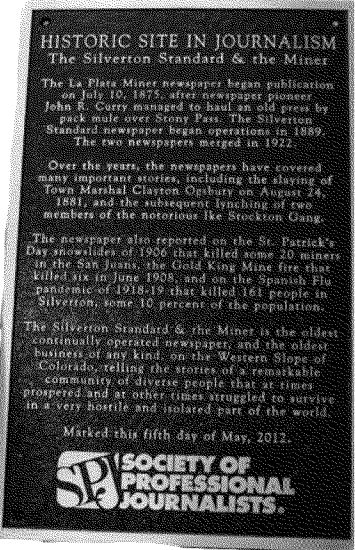 HISTORIC SITE IN JOURNALISM
The Silverton Standard & the Miner
The La Plata Miner newspaper began publication
on July 10, 1875, after newspaper pioneer
John R. Curry managed to haul an old press by
pack mule over Stony Pass. The Silverton
Standard newspaper began operations in 1889.
The two newspapers merged in 1922.
Over the years, the newspapers have covered
many important stories, including the slaying of
Town Marshal Clayton Ogsbury on August 24,
1881, and the subsequent lynching of two
members of the notorious Ike Stockton Gang.
The newspaper also reported on the St. Patrick's
Day snowslides of 1906 that killed some 20 miners
in the San Juans, the Gold King Mine fire that
killed six in June 1908, and on the Spanish Flu
pandemic of 1918-19 that killed 161 people in
Silverton, some 10 percent of the population.
The Silverton Standard & the Miner is the oldest
continually operated newspaper, and the oldest
business of any kind, on the Western Slope of
Colorado, telling the stories of a remarkable
community of diverse people that at times
prospered and at other times struggled to survive
in a very hostile and isolated part of the world.
Marked this fifth day of May, 2012.
SPJ SOCIETY OF
PROFESSIONAL
JOURNALISTS.